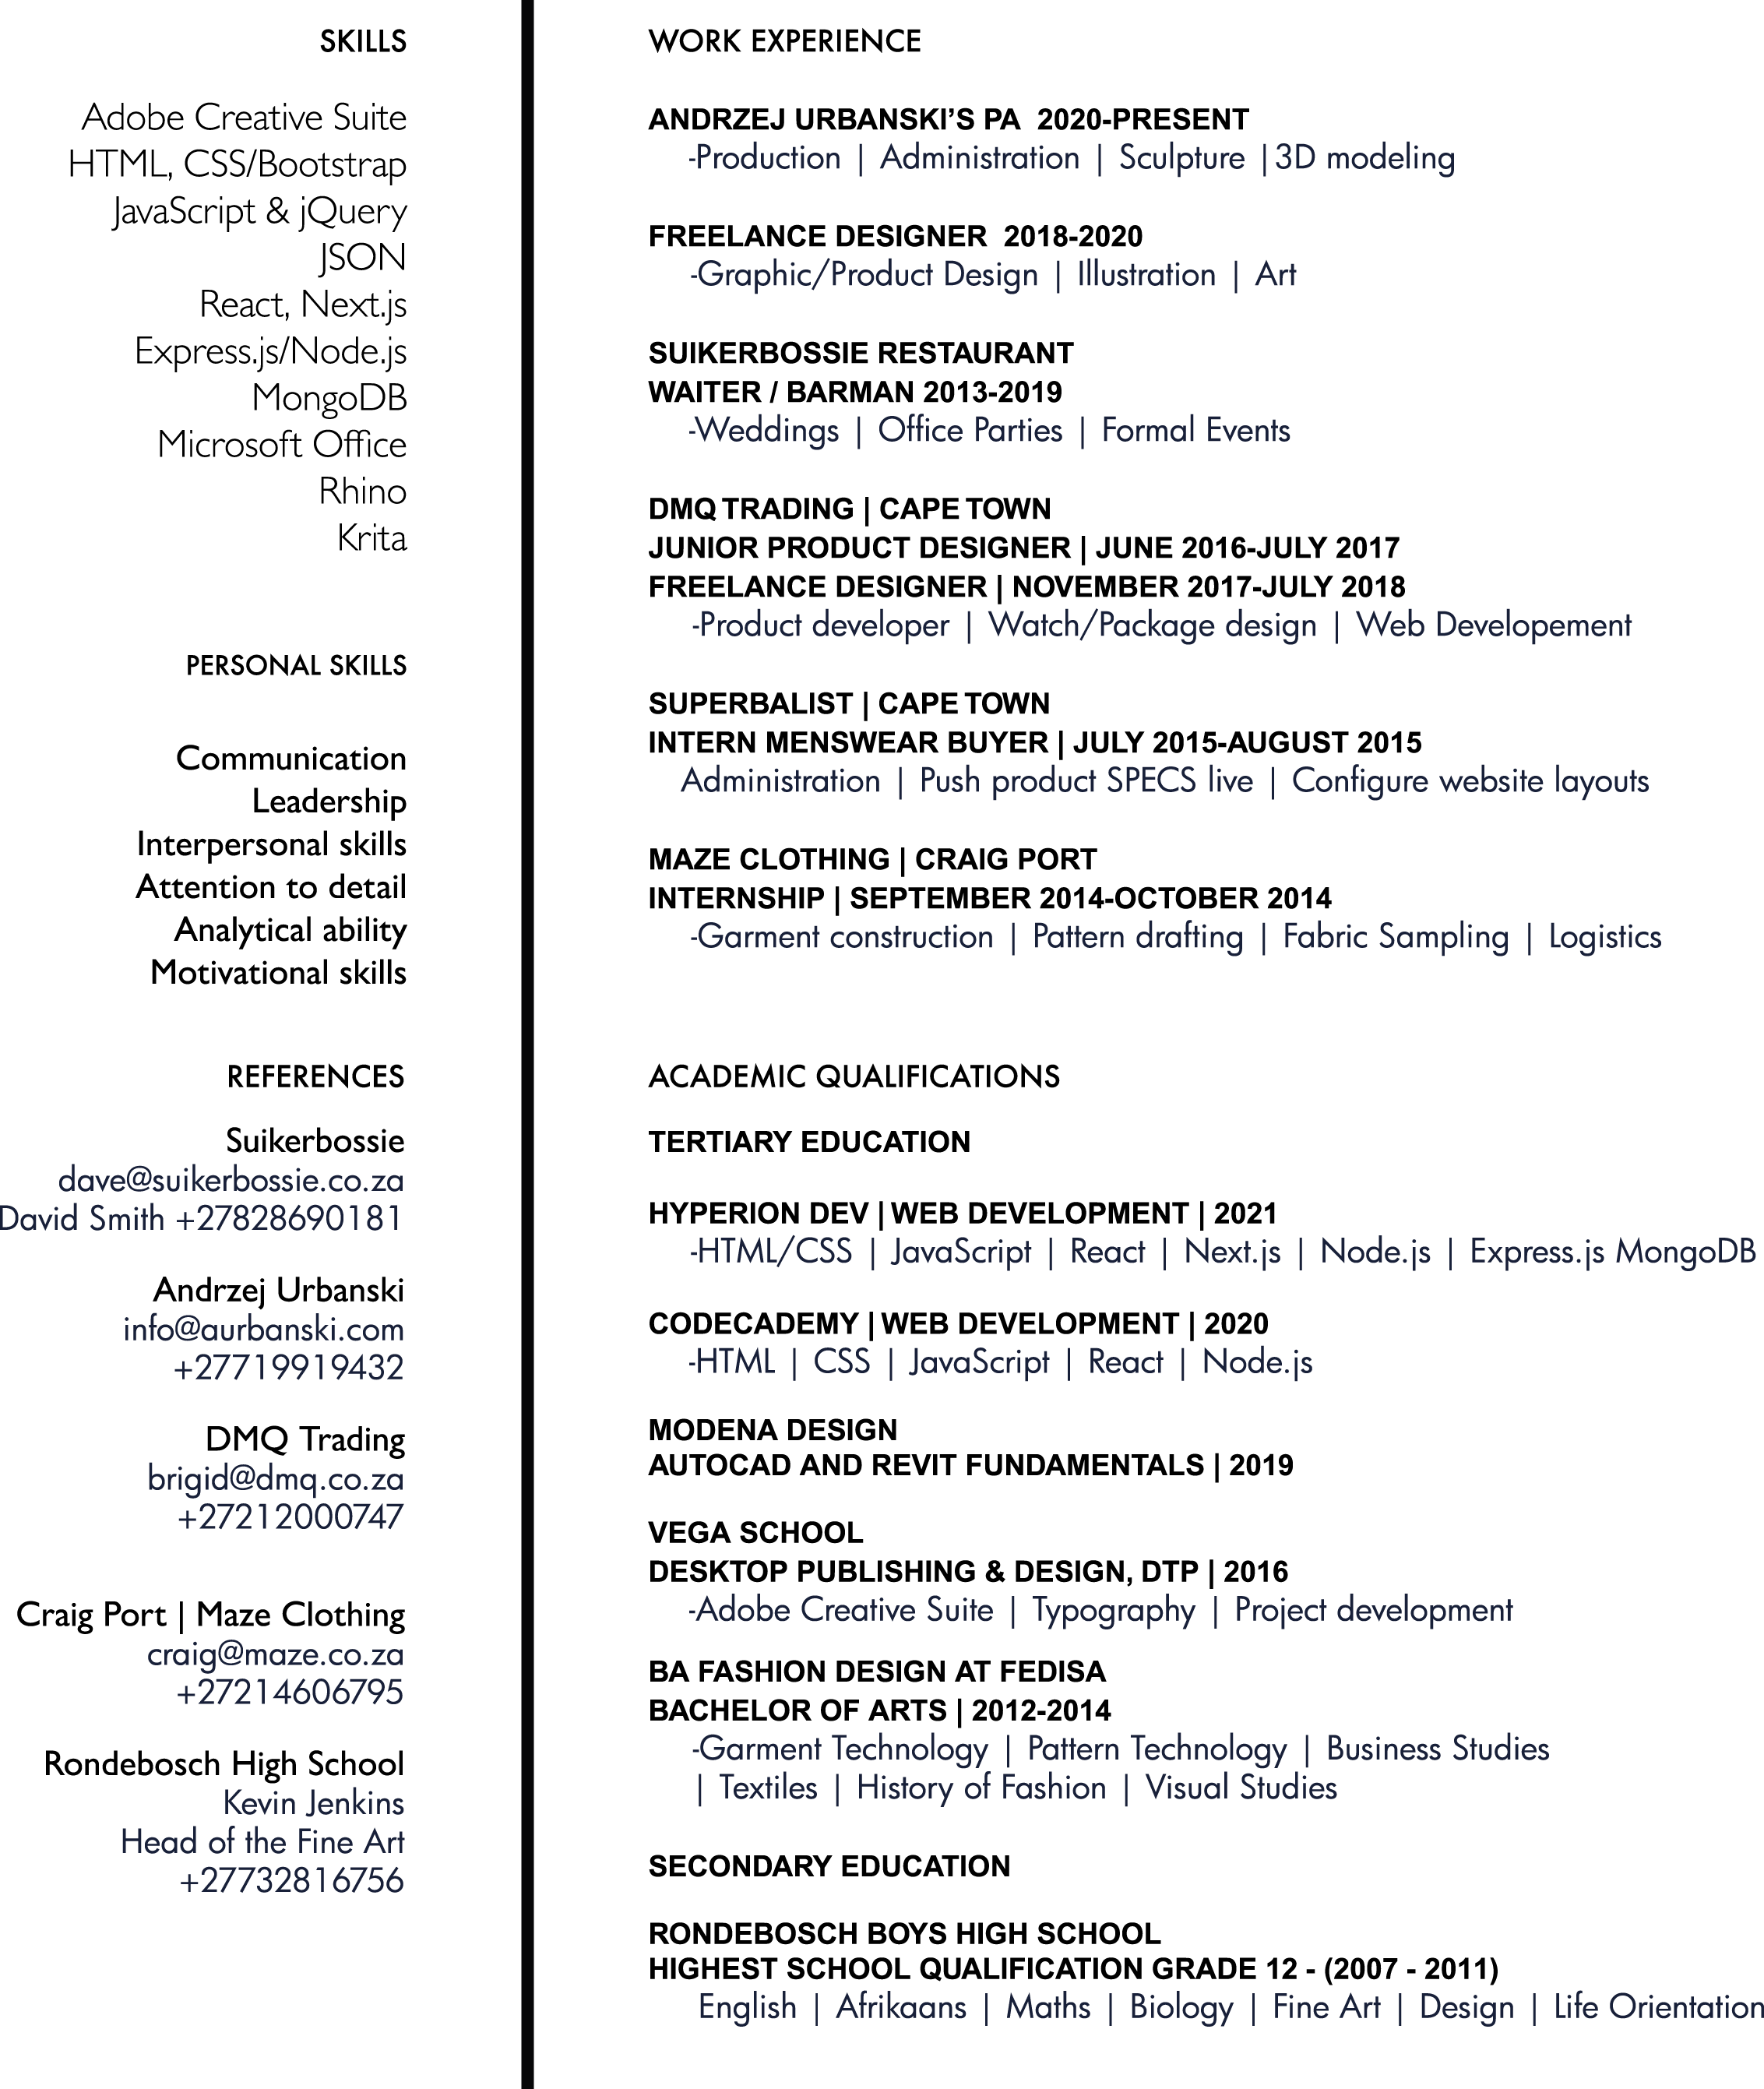 SKILLS
Adobe Creative Suite
HTML, CSS/Bootstrap
JavaScript & jQuery
JSON
React, Next.js
Express.js/Node.js
MongoDB
Microsoft Office
Rhino
Krita
PERSONAL SKILLS
Communication
Leadership
Interpersonal skills
Attention to detail
Analytical ability
Motivational skills
REFERENCES
Suikerbossie
dave@suikerbossie.co.za
David Smith +27828690181
Andrzej Urbanski
info@aurbanski.com
+27719919432
DMQ Trading
brigid@dmq.co.za
+27212000747
Craig Port | Maze Clothing
craig@maze.co.za
+27214606795
Rondebosch High School
Kevin Jenkins
Head of the Fine Art
+27732816756
WORK EXPERIENCE
ANDRZEJ URBANSKI’S PA  2020-PRESENT
-Production | Administration | Sculpture |3D modeling
FREELANCE DESIGNER  2018-2020
-Graphic/Product Design | Illustration | Art
SUIKERBOSSIE RESTAURANT
WAITER / BARMAN 2013-2019
-Weddings | Office Parties | Formal Events
DMQ TRADING | CAPE TOWN
JUNIOR PRODUCT DESIGNER | JUNE 2016-JULY 2017
FREELANCE DESIGNER | NOVEMBER 2017-JULY 2018
-Product developer | Watch/Package design | Web Developement
SUPERBALIST | CAPE TOWN
INTERN MENSWEAR BUYER | JULY 2015-AUGUST 2015
Administration | Push product SPECS live | Configure website layouts
MAZE CLOTHING | CRAIG PORT
INTERNSHIP | SEPTEMBER 2014-OCTOBER 2014
-Garment construction | Pattern drafting | Fabric Sampling | Logistics
ACADEMIC QUALIFICATIONS
TERTIARY EDUCATION
HYPERION DEV | WEB DEVELOPMENT | 2021
-HTML/CSS | JavaScript | React | Next.js | Node.js | Express.js MongoDB
CODECADEMY | WEB DEVELOPMENT | 2020
-HTML | CSS | JavaScript | React | Node.js
MODENA DESIGN
AUTOCAD AND REVIT FUNDAMENTALS | 2019
VEGA SCHOOL
DESKTOP PUBLISHING & DESIGN, DTP | 2016
-Adobe Creative Suite | Typography | Project development
BA FASHION DESIGN AT FEDISA
BACHELOR OF ARTS | 2012-2014
-Garment Technology | Pattern Technology | Business Studies
| Textiles | History of Fashion | Visual Studies
SECONDARY EDUCATION
RONDEBOSCH BOYS HIGH SCHOOL
HIGHEST SCHOOL QUALIFICATION GRADE 12 - (2007 - 2011)
English | Afrikaans | Maths | Biology | Fine Art | Design | Life Orientation